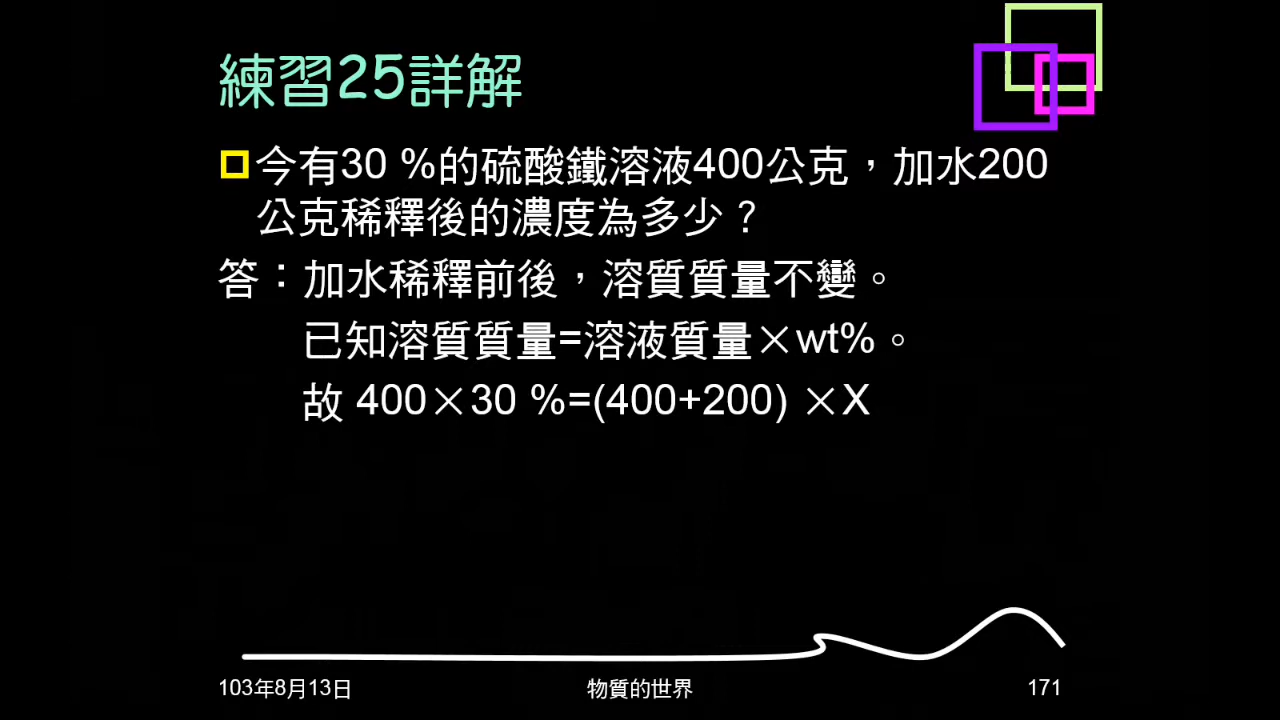 練習25詳解
今有30 %的硫酸鐵溶液400公克，加水200
公克稀釋後的濃度為多少？
答：加水稀釋前後，溶質質量不變。
已知溶質質量=溶液質量×wt%。
故 400×30 %=(400+200) ×X
103年8月13日
物質的世界
171